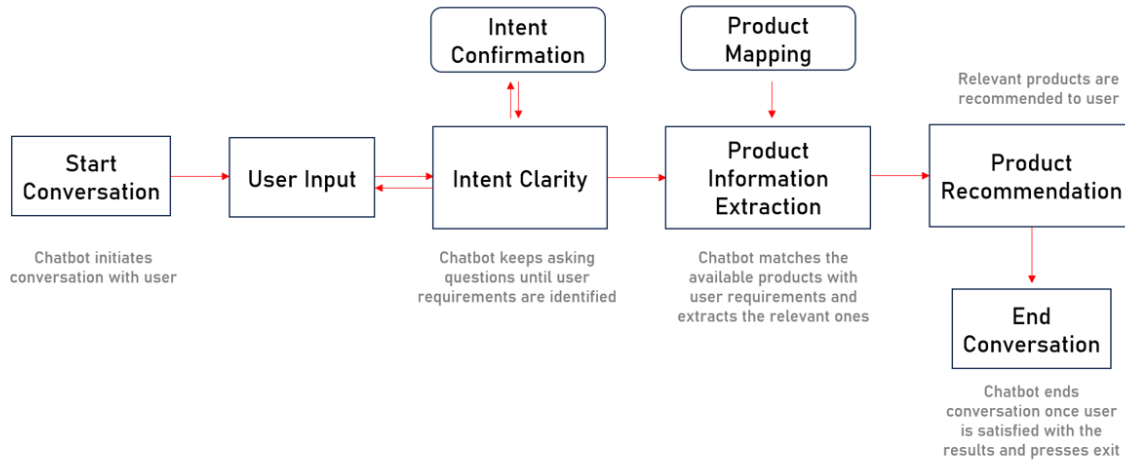 Intent
Confirmation
Product
Mapping
Relevant products are
recommended to user
Start
Conversation
User Input
Intent Clarity
Product
Information
Extraction
Product
Recommendation
Chatbot initiates
conversation with user
Chatbot keeps asking
questions until user
requirements are identified
Chatbot matches the
available products with
user requirements and
extracts the relevant ones
End
Conversation
Chatbot ends
conversation once user
is satisfied with the
results and presses exit